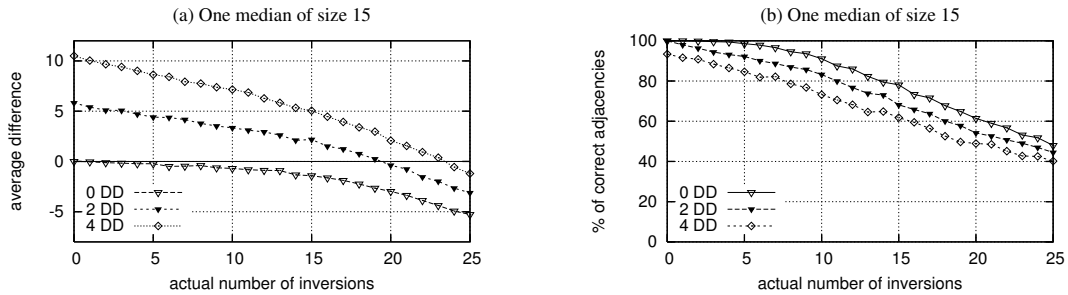 (a) One median of size 15
average difference
10
5
0
-5
0 DD
2 DD
4 DD
0 5 10 15 20 25
actual number of inversions
(b) One median of size 15
% of correct adjacencies
100
80
60
40
20
0
0 DD
2 DD
4 DD
0 5 10 15 20 25
actual number of inversions